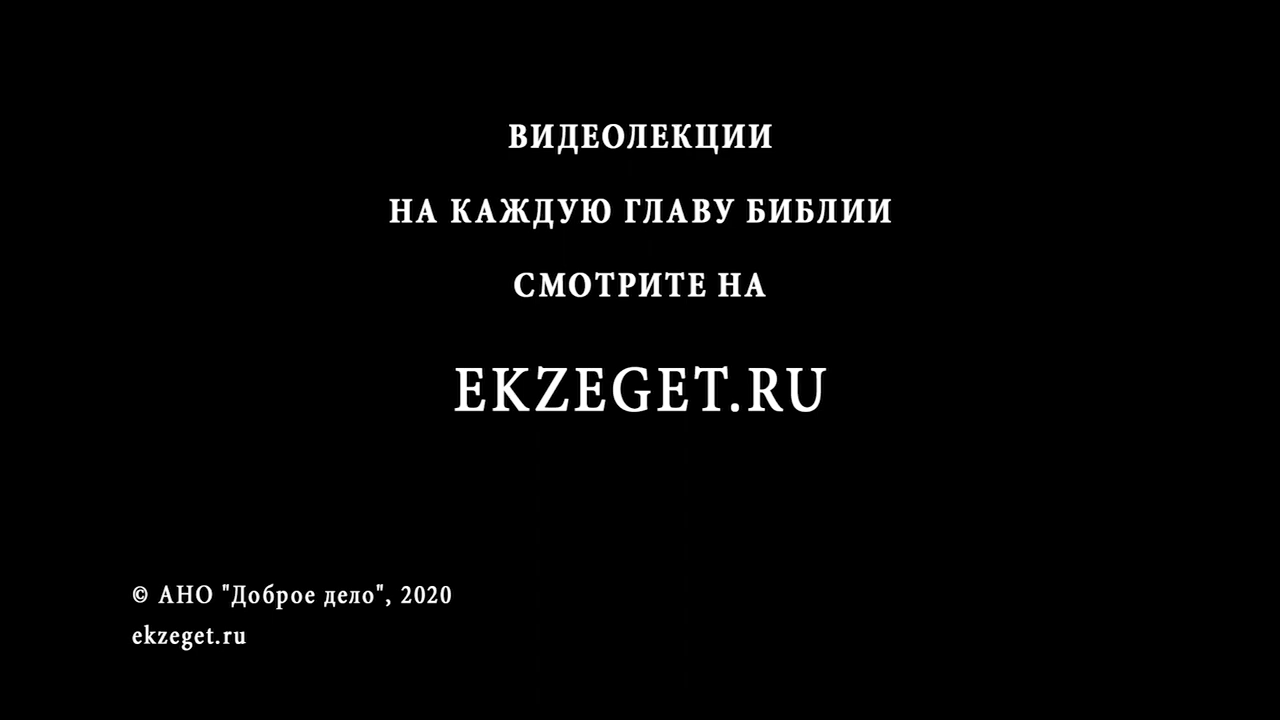 ВИДЕОЛЕКЦИИ
НА КАЖДУЮ ГЛАВУ БИБЛИИ
СМОТРИТЕ НА
EKZEGET.RU
© АНО "Доброе дело", 2020
ekzeget.ru